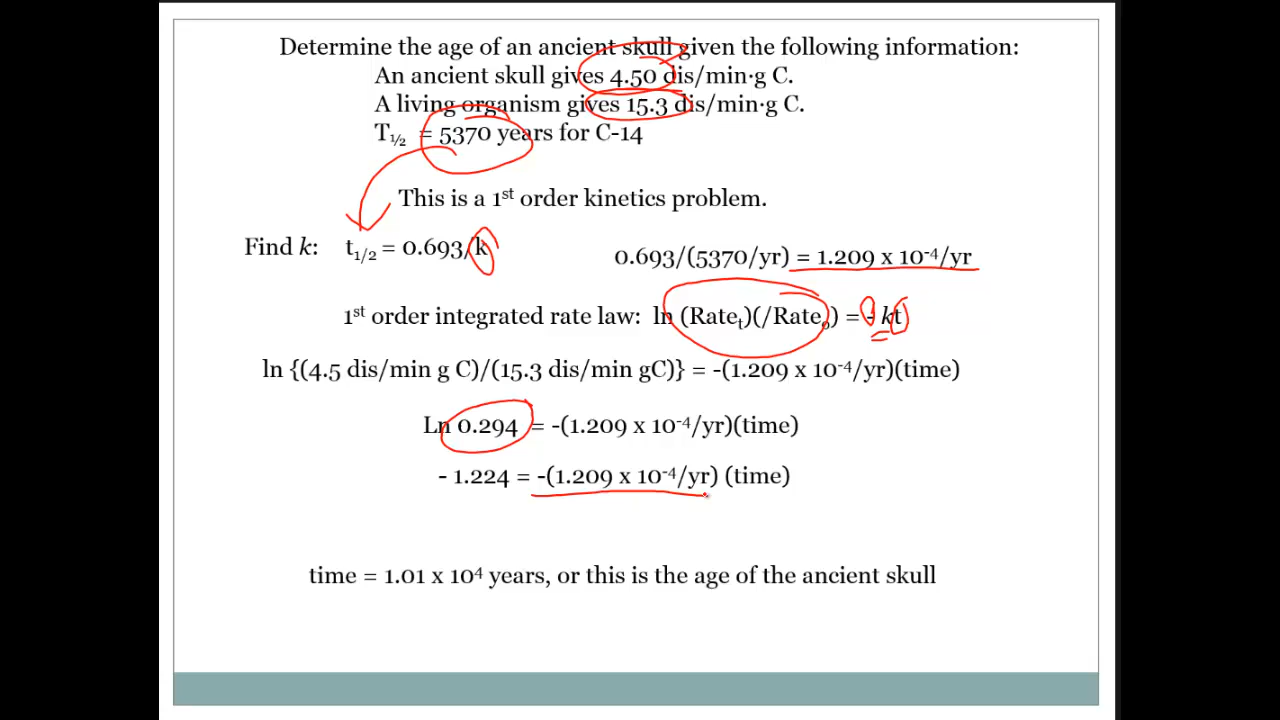 Determine the age of an ancient skull given the following information:
An ancient skull gives 4.50 dis/min·g C.
A living organism gives 15.3 dis/min·g C.
T½ = 5370 years for C-14
This is a 1st order kinetics problem.
Find k: t1/2 = 0.693/k 0.693/(5370/yr) = 1.209 x 10-4/yr
1st order integrated rate law: ln (Ratet)(/Rateo) = - kt
ln {(4.5 dis/min g C)/(15.3 dis/min gC)} = -(1.209 x 10-4/yr)(time)
Ln 0.294 = -(1.209 x 10-4/yr)(time)
- 1.224 = -(1.209 x 10-4/yr) (time)
time = 1.01 x 104 years, or this is the age of the ancient skull